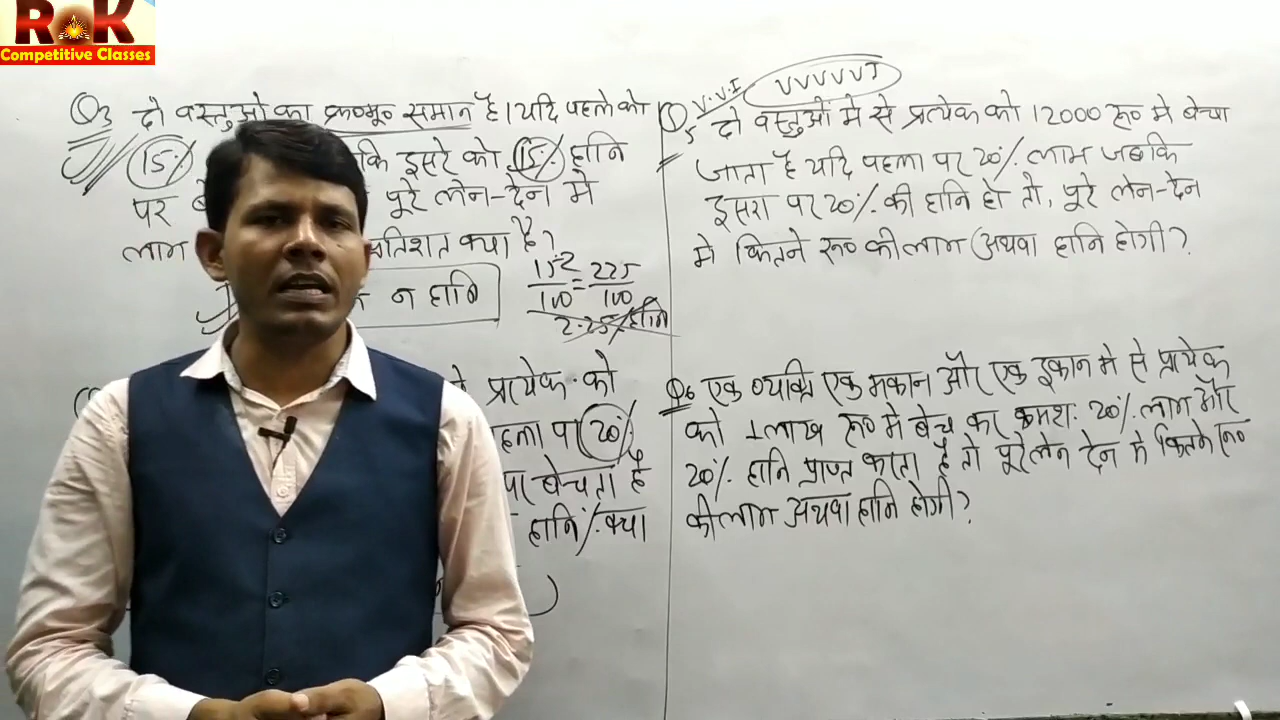 RK
Competitive Classes
Q3 दो वस्तुओं का क्र०मू० समान है। यदि पहले को
15% कि दूसरे को 15% हानि
पर पूरे लेन-देन में
लाभ प्रतिशत क्या है?
न हानि
15²/100 = 225/100
2.25% हानि
प्रत्येक को
पहला पर 20%
पर बेचता है
हानि% क्या
V.V.I VVVVVI
Q5 दो वस्तुओं में से प्रत्येक को 12000 रू० में बेचा
जाता है यदि पहला पर 20% लाभ जबकि
दूसरा पर 20% की हानि हो तो, पूरे लेन-देन
में कितने रू० की लाभ अथवा हानि होगी?
Q6 एक व्यक्ति एक मकान और एक दुकान में से प्रत्येक
को 1 लाख रू० में बेच कर क्रमश: 20% लाभ और
20% हानि प्राप्त करता है तो पूरे लेन देन में कितने रू०
की लाभ अथवा हानि होगी?